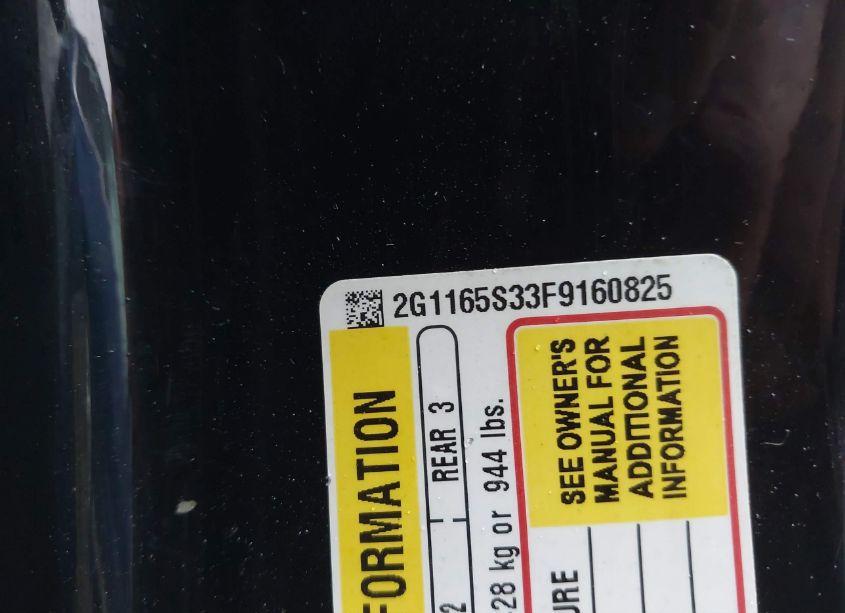 2G1165S33F9160825
FORMATION
REAR 3
2
28 kg or 944 lbs.
SEE OWNER'S
MANUAL FOR
ADDITIONAL
INFORMATION
URE